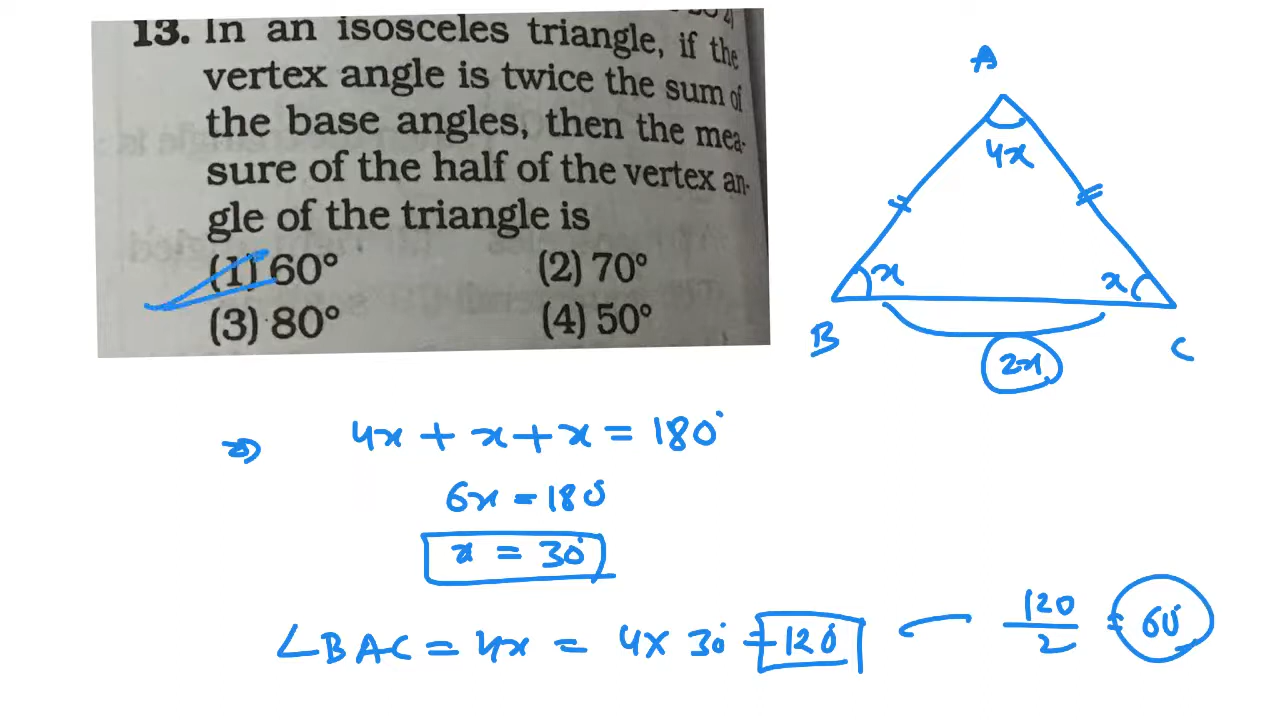 13. In an isosceles triangle, if the
vertex angle is twice the sum of
the base angles, then the mea-
sure of the half of the vertex an-
gle of the triangle is
(1) 60° (2) 70°
(3) 80° (4) 50°
A
4x
x x
B C
2x
⇒ 4x + x + x = 180°
6x = 180
x = 30°
∠BAC = 4x = 4 x 30° = 120° 120/2 = 60°